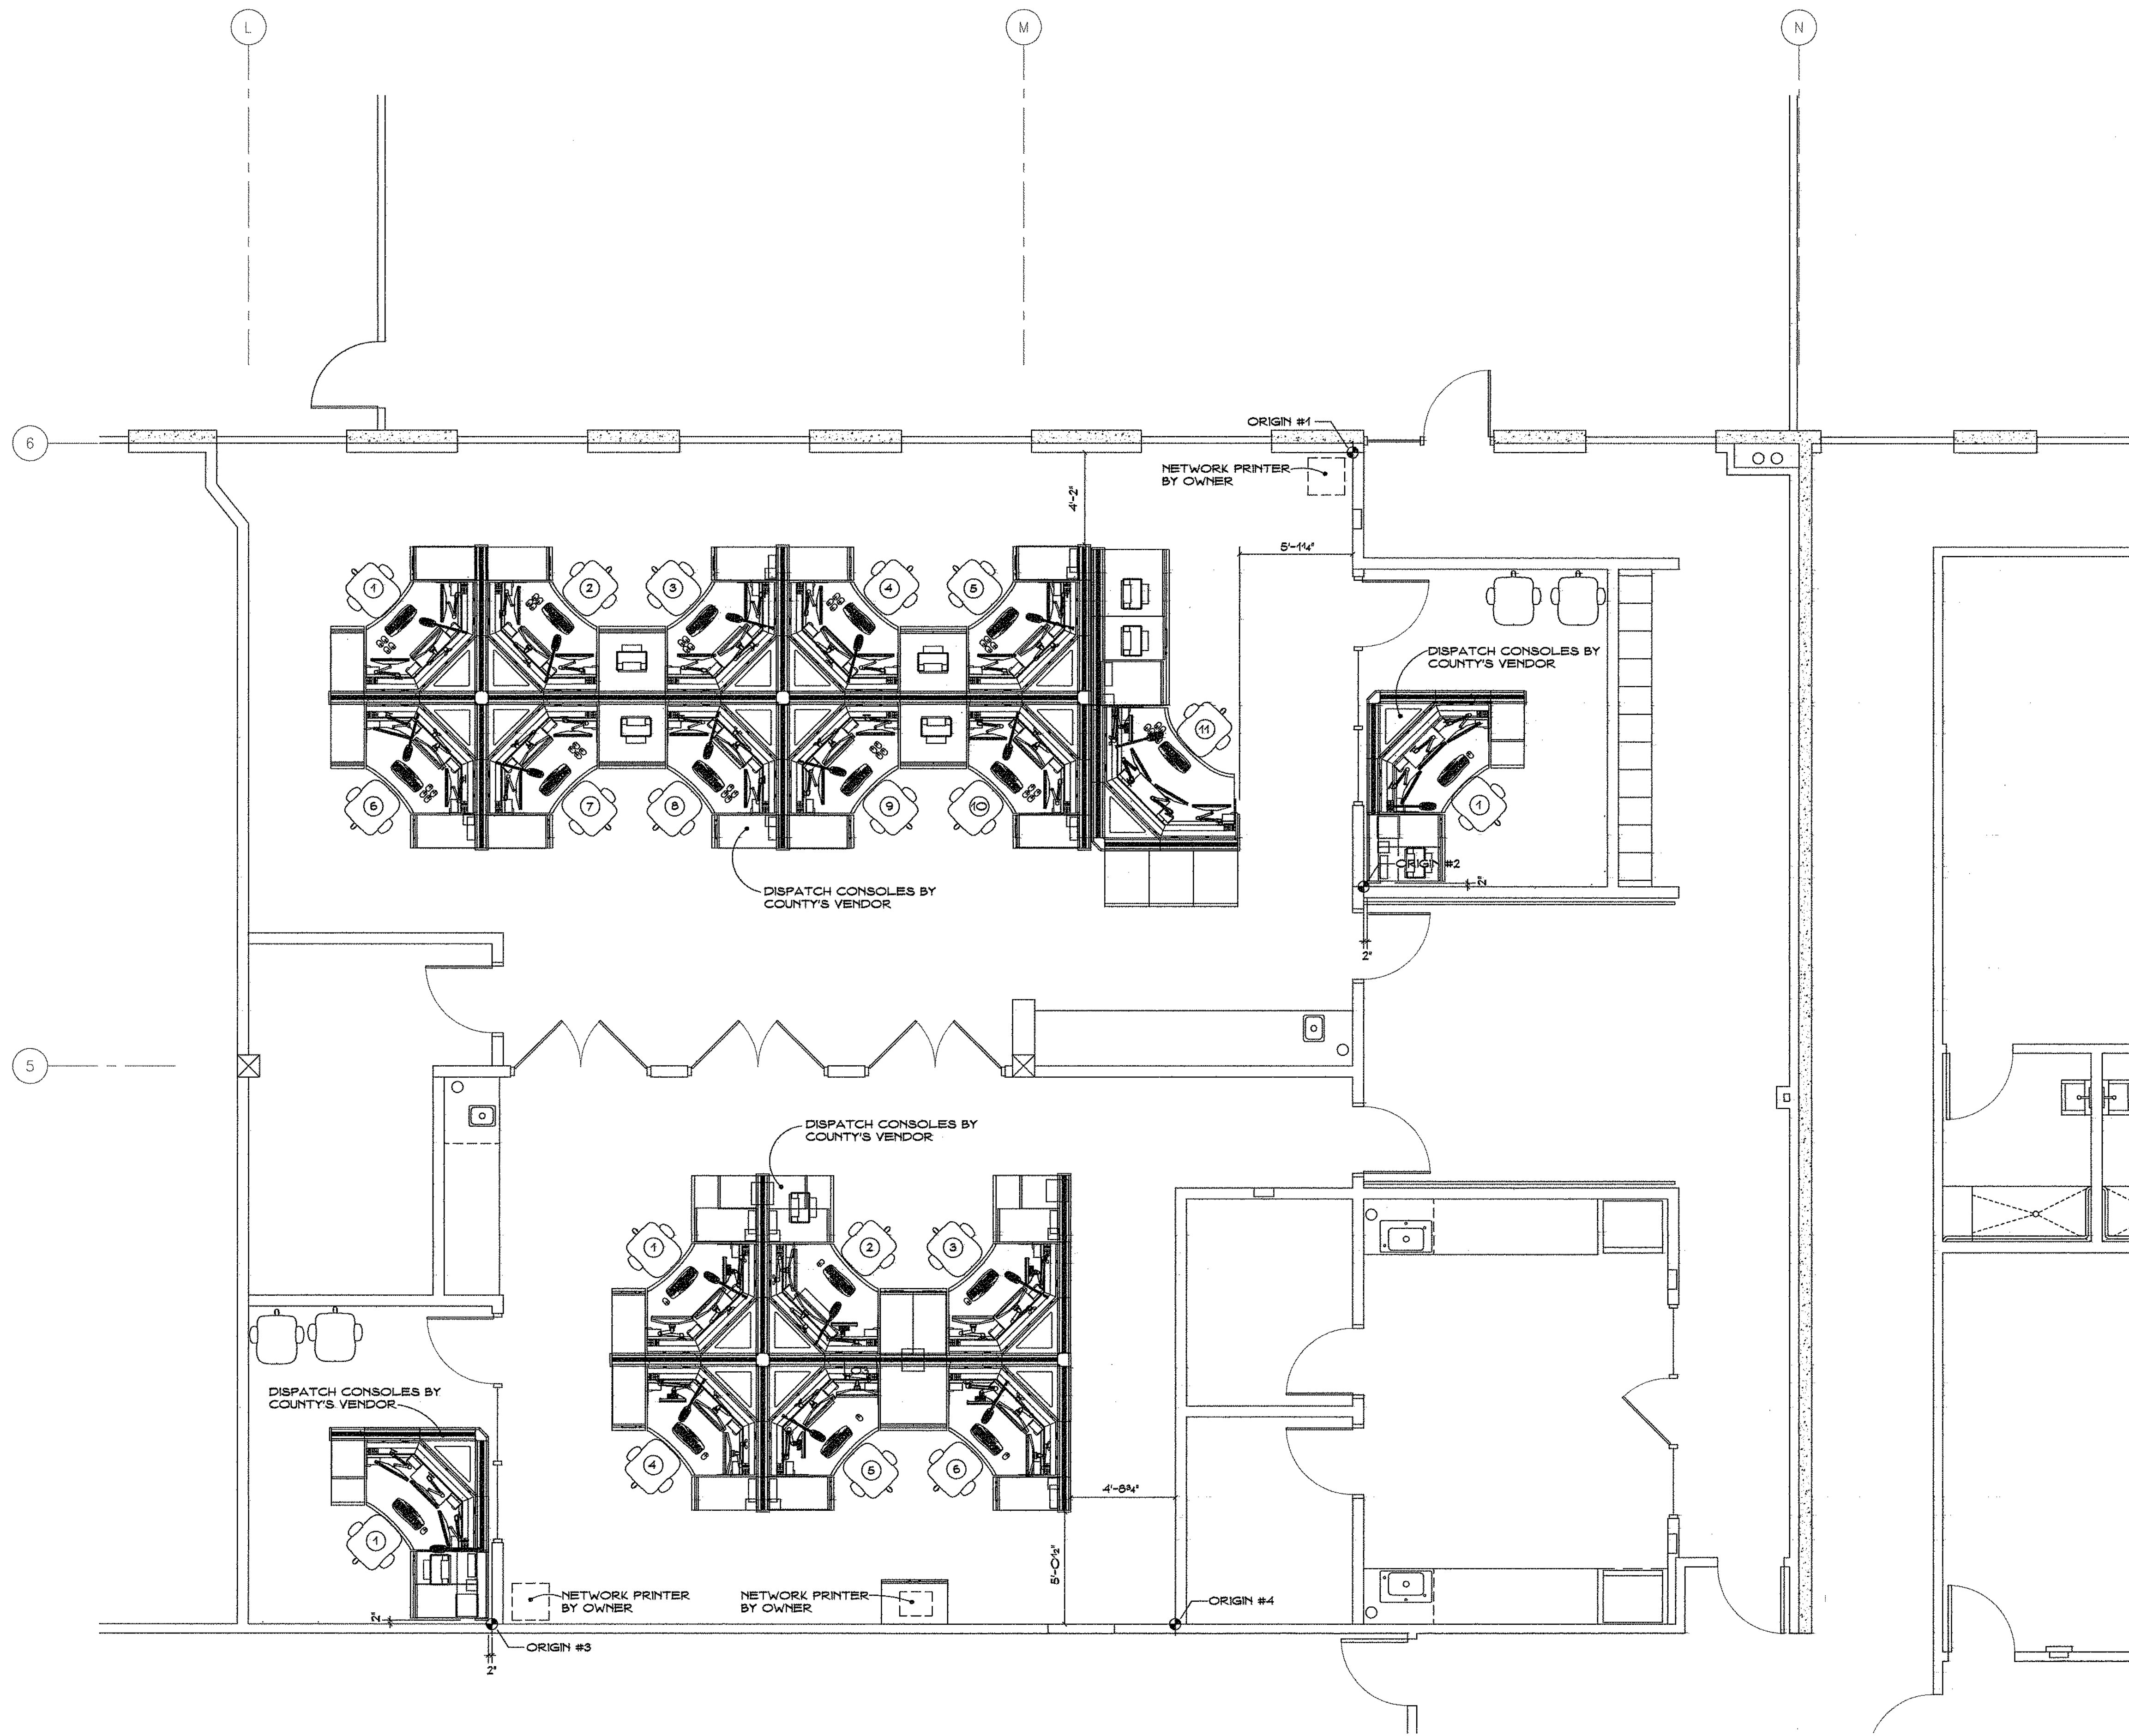 L
M
N
6
ORIGIN #1
NETWORK PRINTER
BY OWNER
4'-2"
5'-1¼"
1
2
3
4
5
DISPATCH CONSOLES BY
COUNTY'S VENDOR
11
6
7
8
9
10
1
ORIGIN #2
2"
DISPATCH CONSOLES BY
COUNTY'S VENDOR
2"
5
DISPATCH CONSOLES BY
COUNTY'S VENDOR
1
2
3
DISPATCH CONSOLES BY
COUNTY'S VENDOR
4
5
6
4'-8¾"
1
5'-0½"
NETWORK PRINTER
BY OWNER
NETWORK PRINTER
BY OWNER
ORIGIN #4
2"
ORIGIN #3
2"